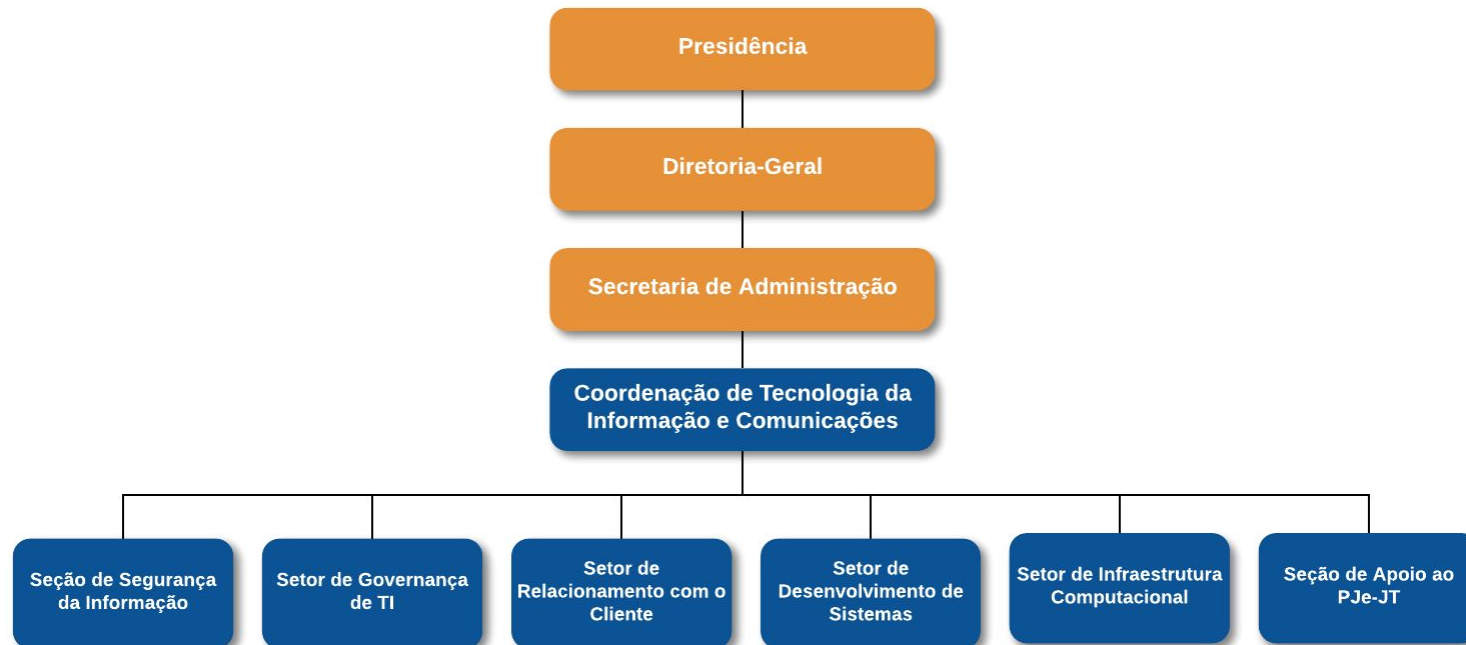 Presidência
Diretoria-Geral
Secretaria de Administração
Coordenação de Tecnologia da
Informação e Comunicações
Seção de Segurança
da Informação
Setor de Governança
de TI
Setor de
Relacionamento com o
Cliente
Setor de
Desenvolvimento de
Sistemas
Setor de Infraestrutura
Computacional
Seção de Apoio ao
PJe-JT